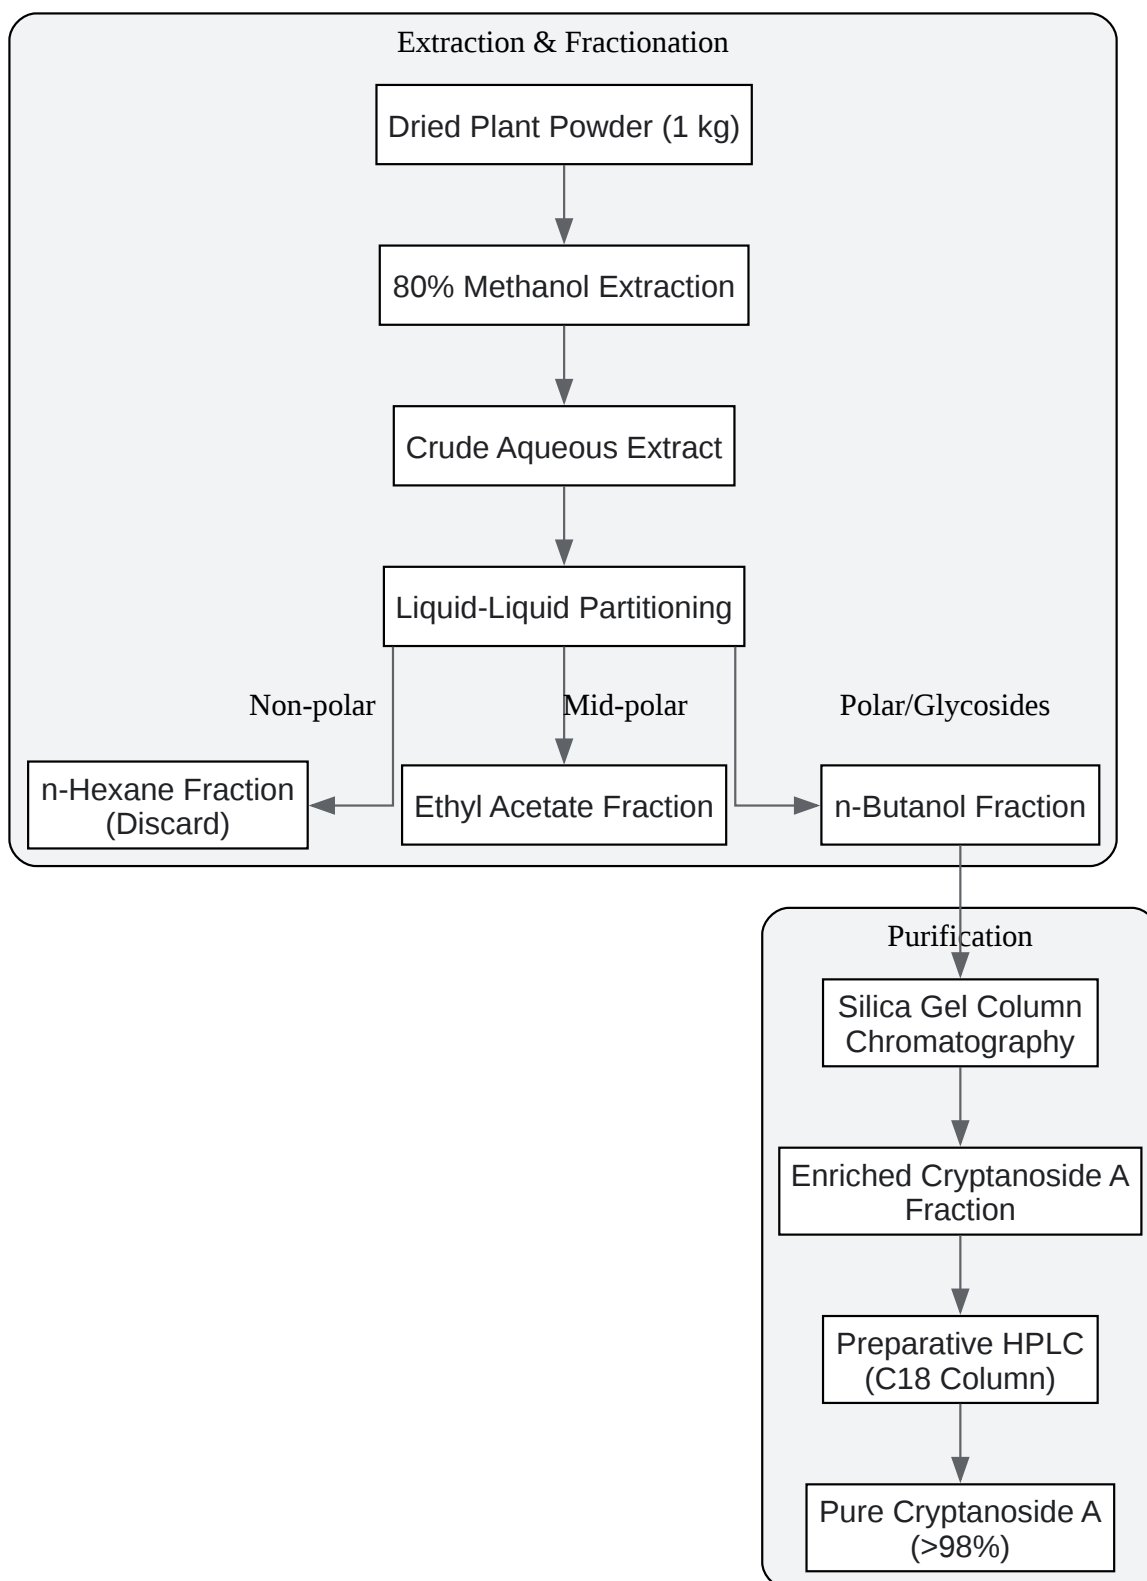 Extraction & Fractionation
Dried Plant Powder (1 kg)
80% Methanol Extraction
Crude Aqueous Extract
Liquid-Liquid Partitioning
Non-polar
Mid-polar
Polar/Glycosides
n-Hexane Fraction
(Discard)
Ethyl Acetate Fraction
n-Butanol Fraction
Purification
Silica Gel Column
Chromatography
Enriched Cryptanoside A
Fraction
Preparative HPLC
(C18 Column)
Pure Cryptanoside A
(>98%)